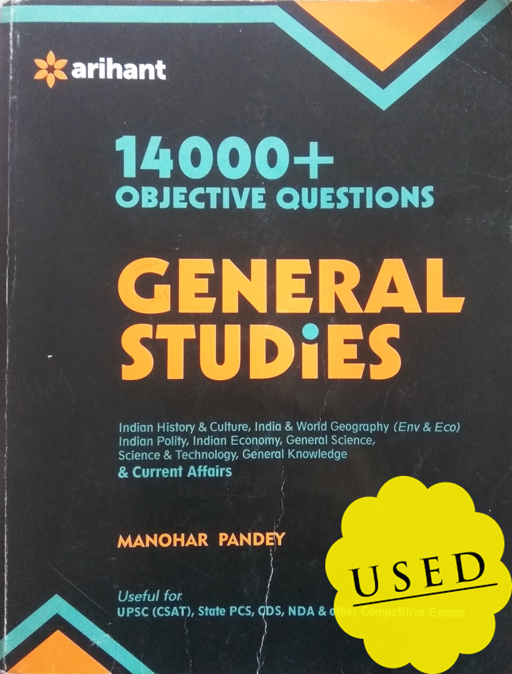 arihant
14000+
OBJECTIVE QUESTIONS
GENERAL
STUDiES
Indian History & Culture, India & World Geography (Env & Eco)
Indian Polity, Indian Economy, General Science,
Science & Technology, General Knowledge
& Current Affairs
MANOHAR PANDEY
USED
Useful for
UPSC (CSAT), State PCS, CDS, NDA & other Competitive Exams